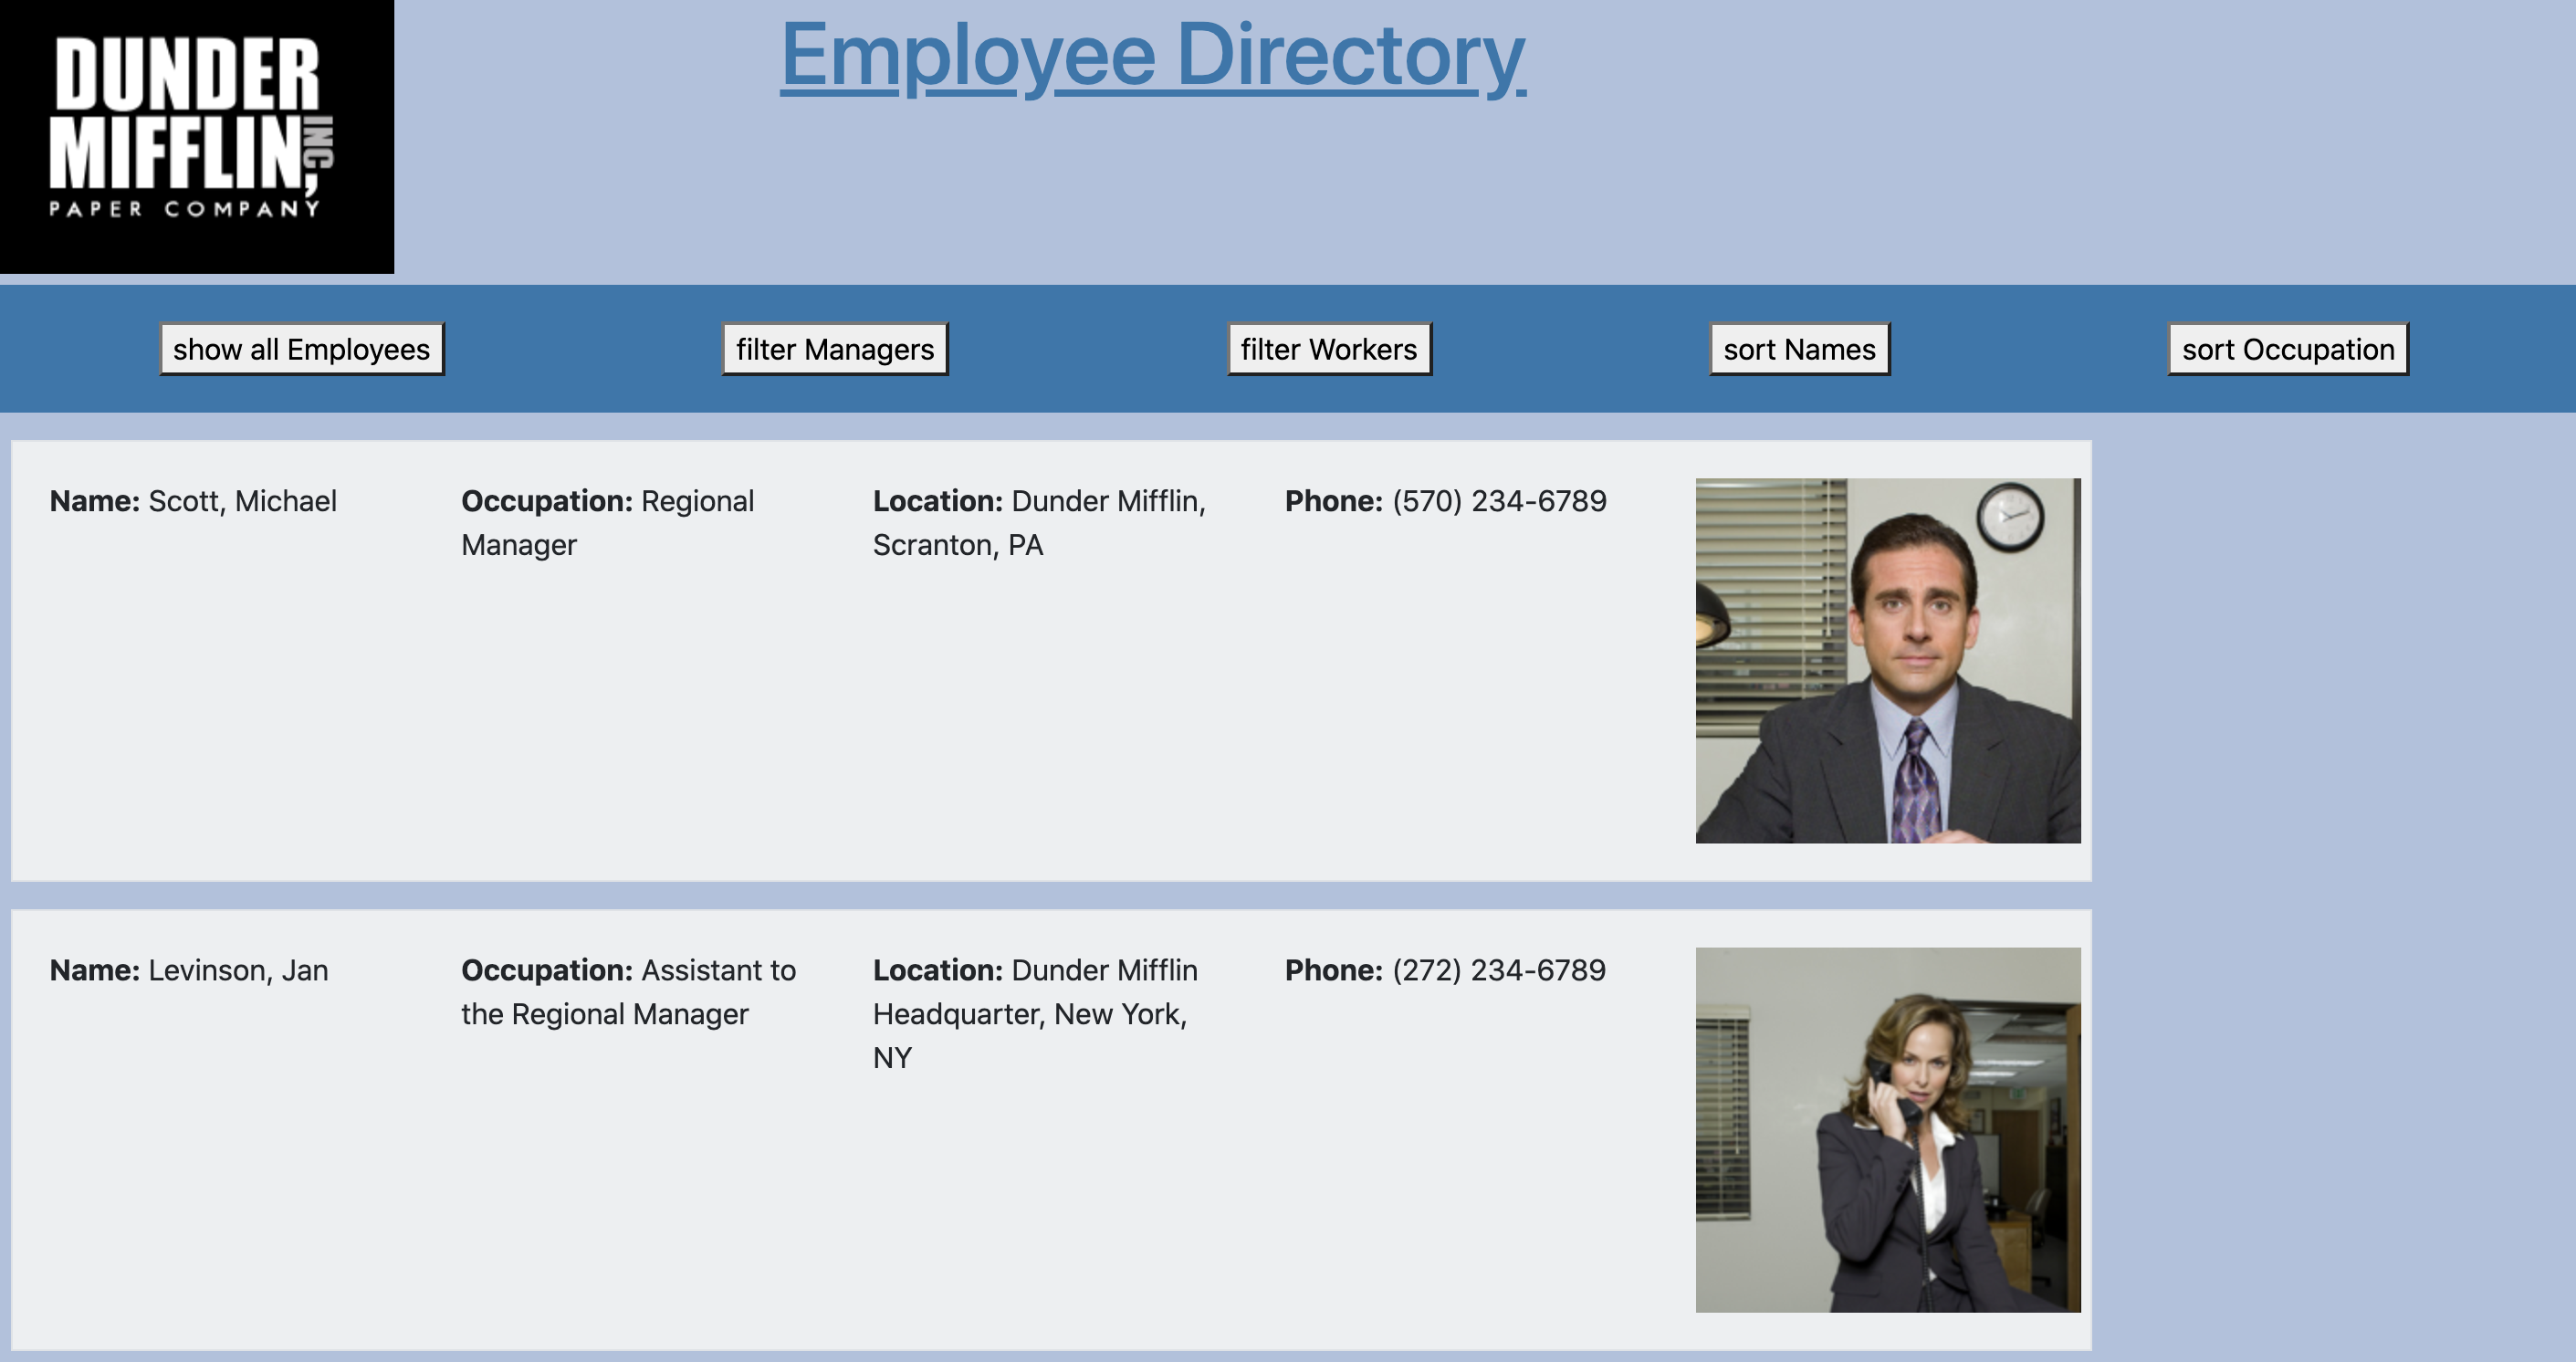 DUNDER
MIFFLIN, INC
PAPER COMPANY
Employee Directory
show all Employees
filter Managers
filter Workers
sort Names
sort Occupation
Name: Scott, Michael
Occupation: Regional
Manager
Location: Dunder Mifflin,
Scranton, PA
Phone: (570) 234-6789
Name: Levinson, Jan
Occupation: Assistant to
the Regional Manager
Location: Dunder Mifflin
Headquarter, New York,
NY
Phone: (272) 234-6789